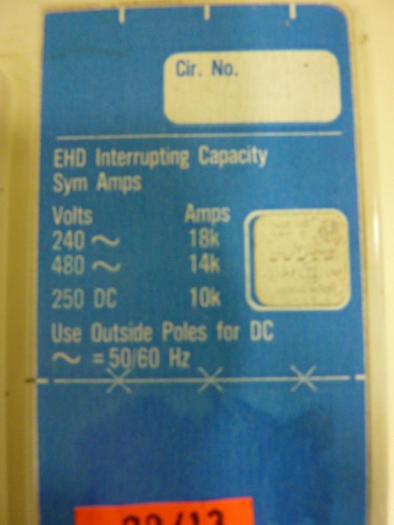 Cir. No.
EHD Interrupting Capacity
Sym Amps
Volts Amps
240 ~ 18k
480 ~ 14k
250 DC 10k
Use Outside Poles for DC
~ = 50/60 Hz